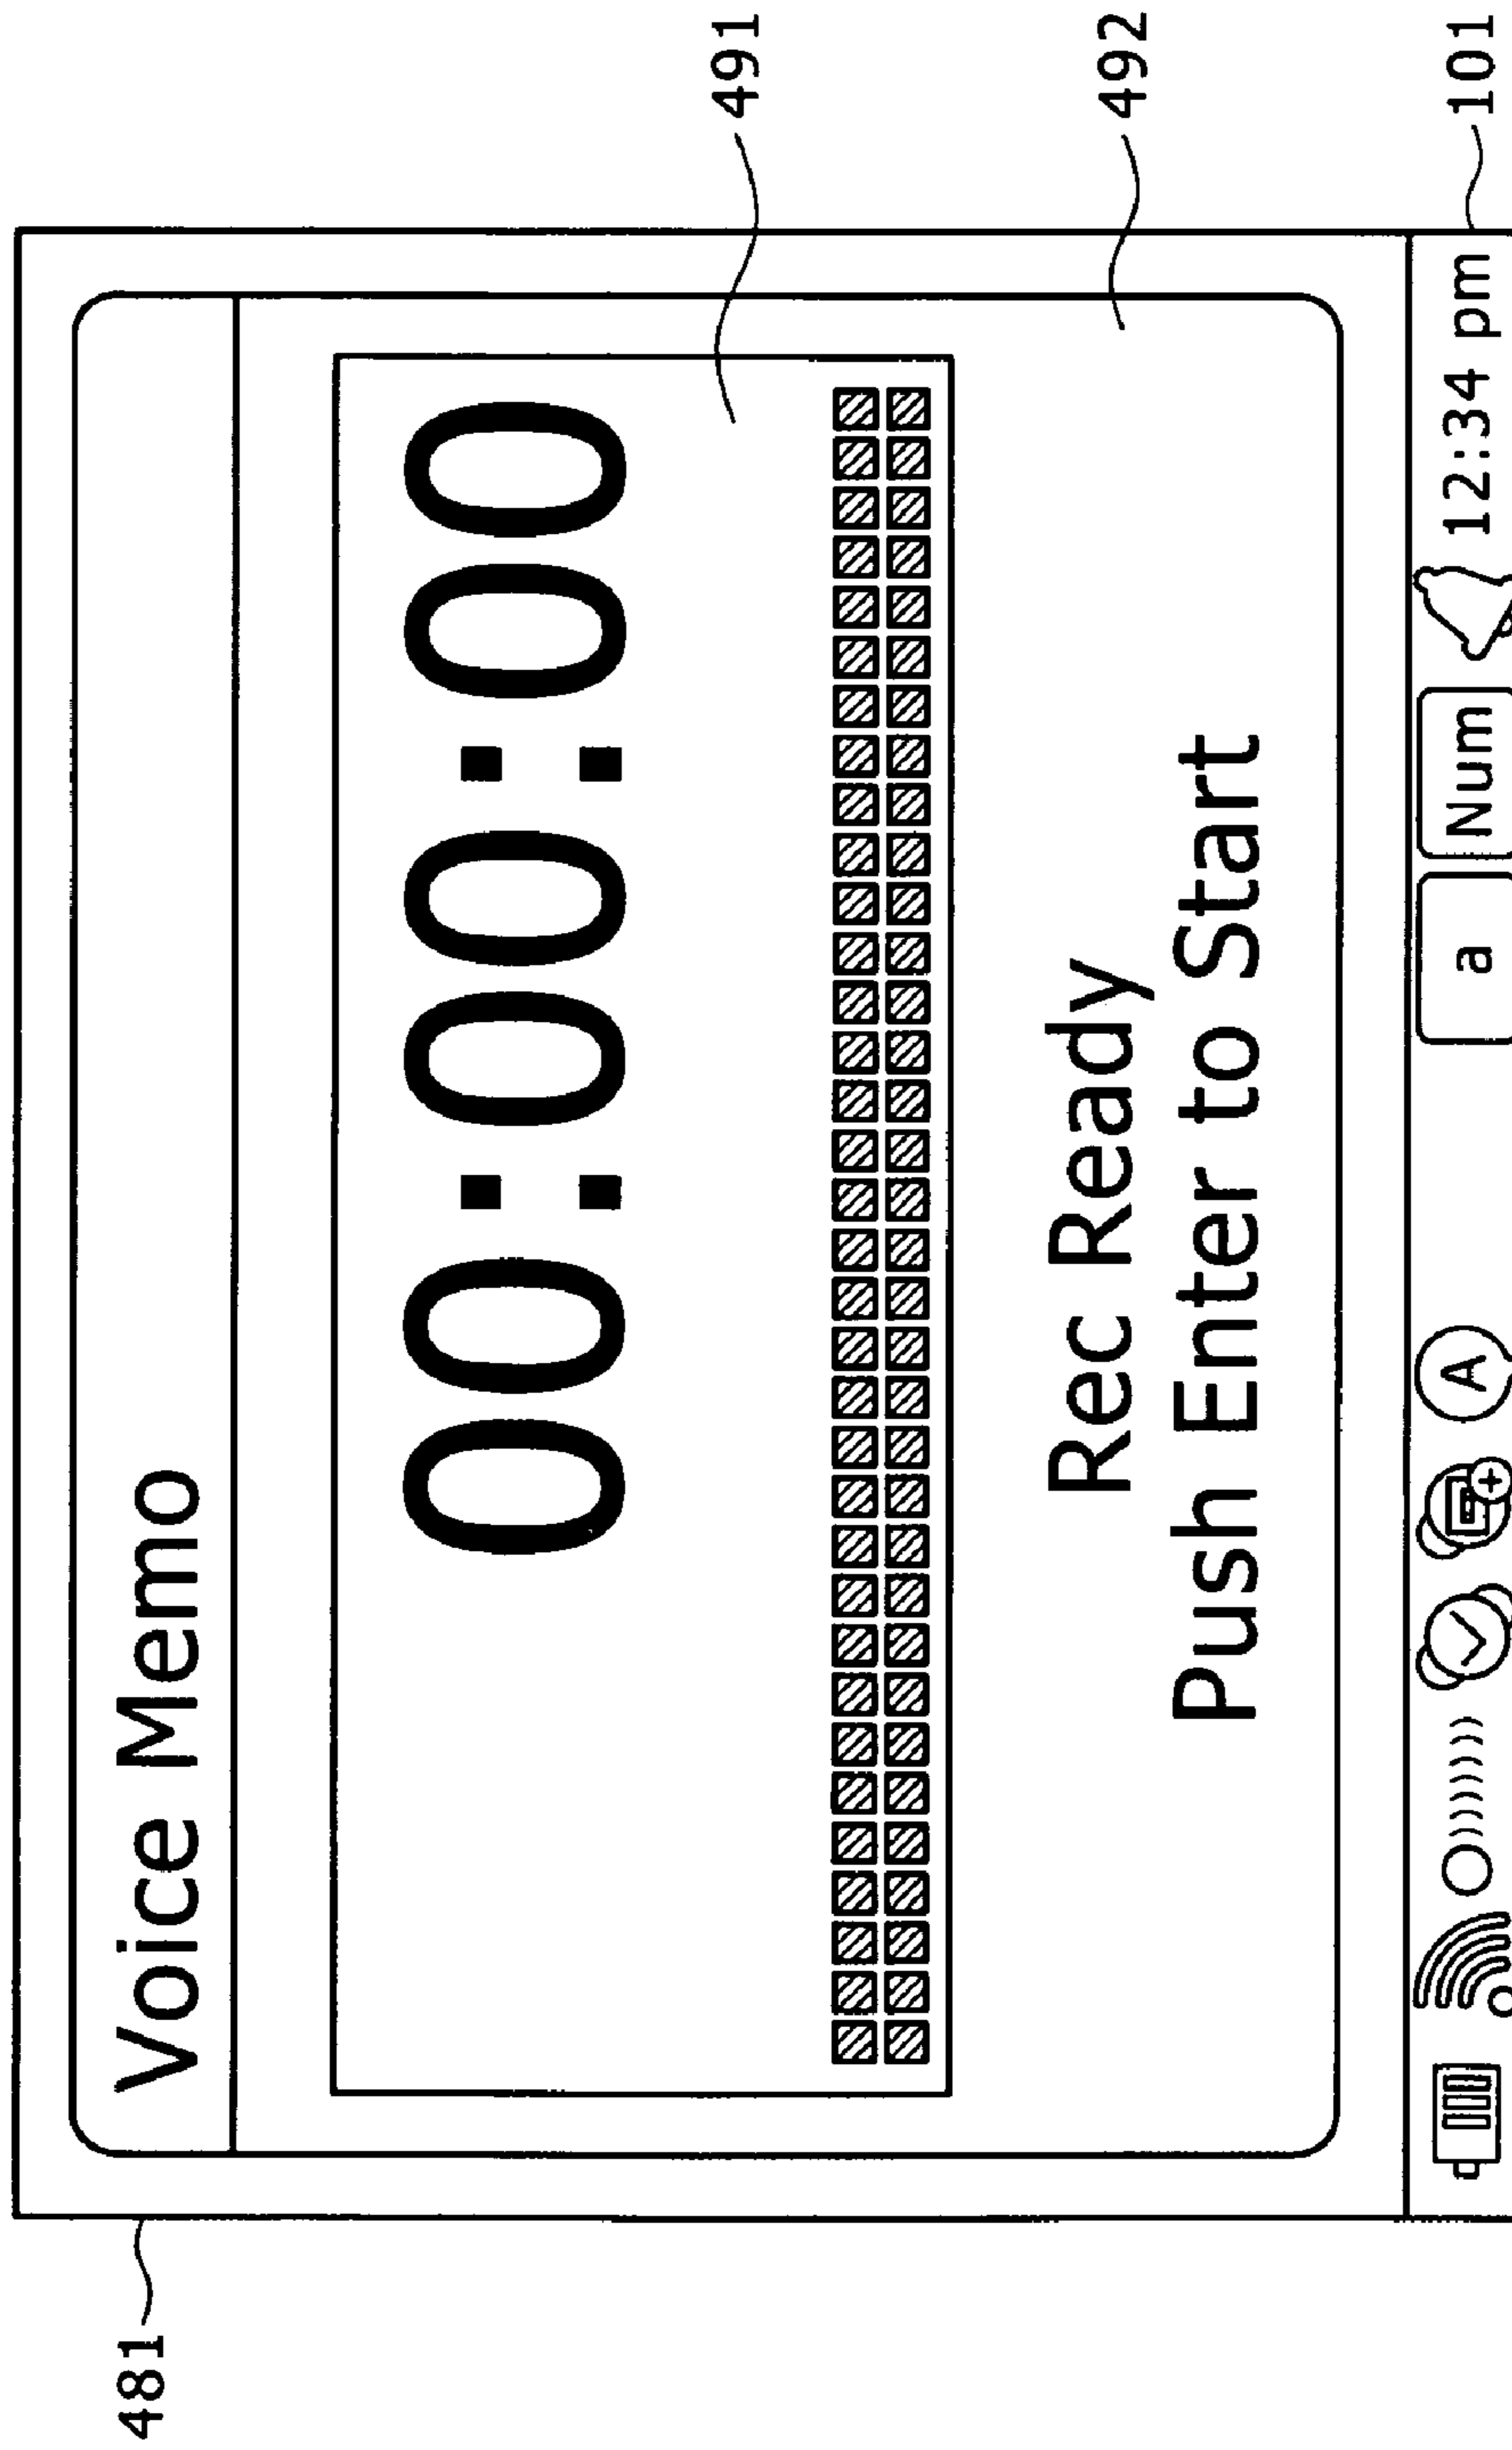 481
Voice Memo
00:00:00
491
Rec Ready
Push Enter to Start
492
A
a
Num
12:34 pm
101